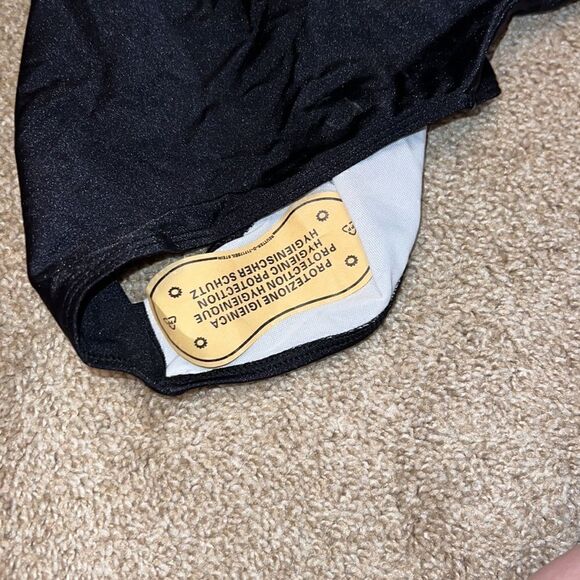 PROTEZIONE IGIENICA
PROTECTION HYGIENIQUE
HYGIENIC PROTECTION
HYGIENISCHER SCHUTZ